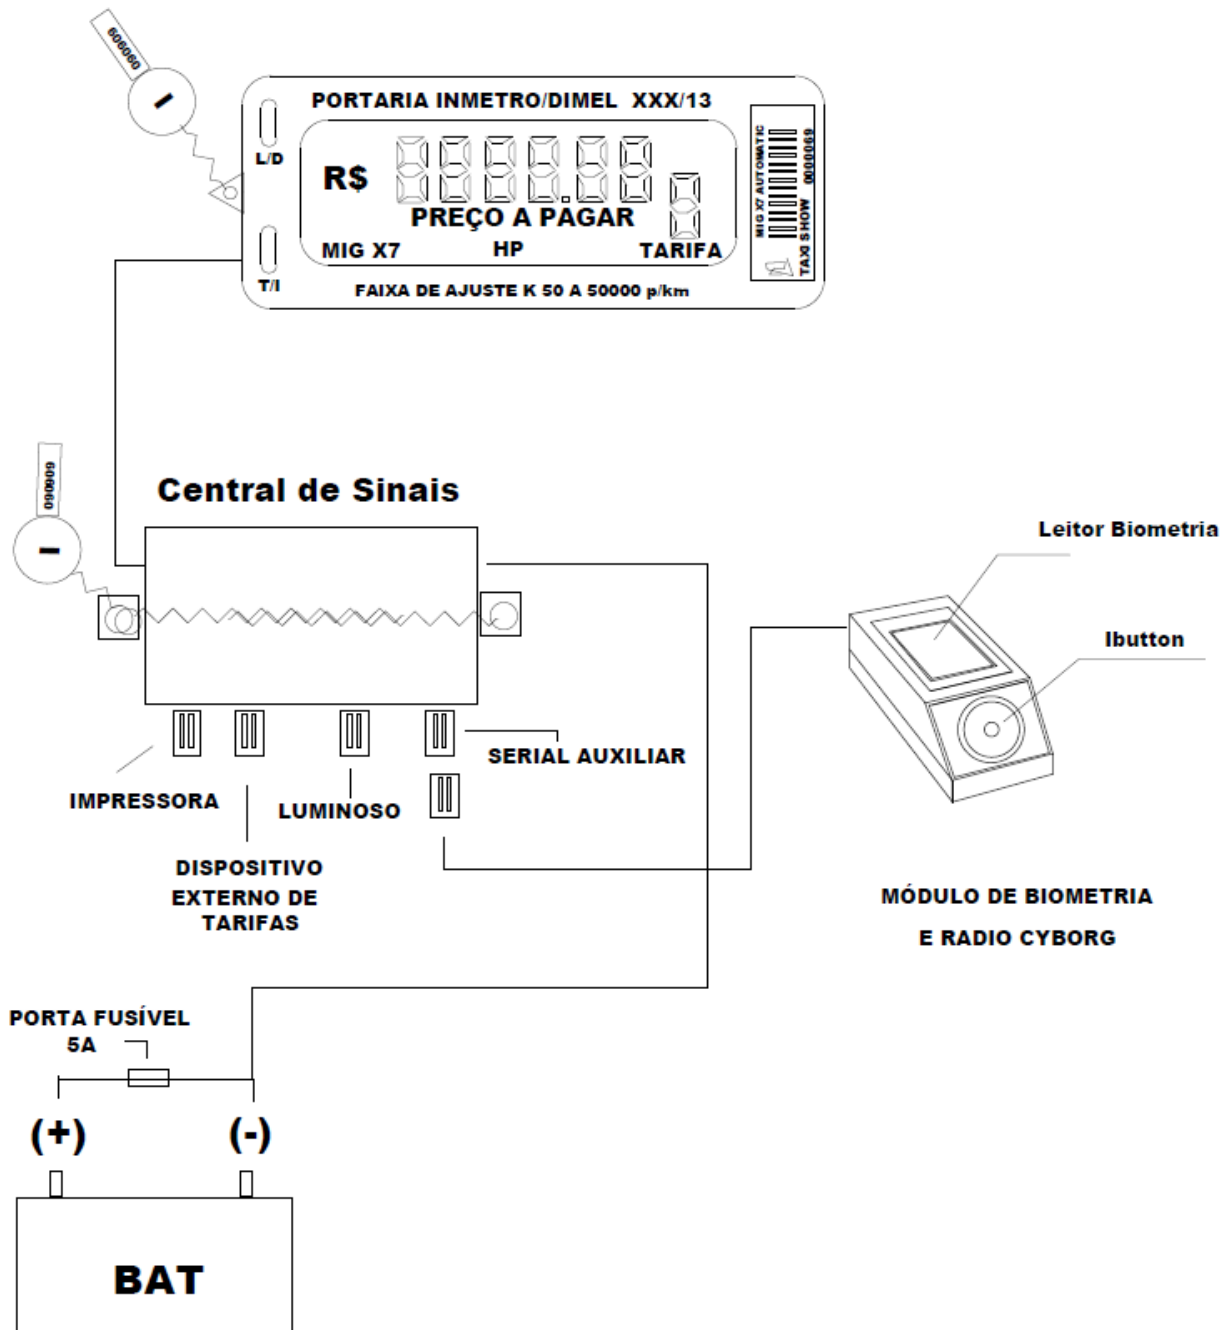 606060
PORTARIA INMETRO/DIMEL XXX/13
L/D
R$
PREÇO A PAGAR
MIG X7
HP
TARIFA
T/I
FAIXA DE AJUSTE K 50 A 50000 p/km
MIG X7 AUTOMATIC
TAXI SHOW 0000069
090909
Central de Sinais
Leitor Biometria
Ibutton
SERIAL AUXILIAR
IMPRESSORA
LUMINOSO
DISPOSITIVO
EXTERNO DE
TARIFAS
MÓDULO DE BIOMETRIA
E RADIO CYBORG
PORTA FUSÍVEL
5A
(+)
(-)
BAT